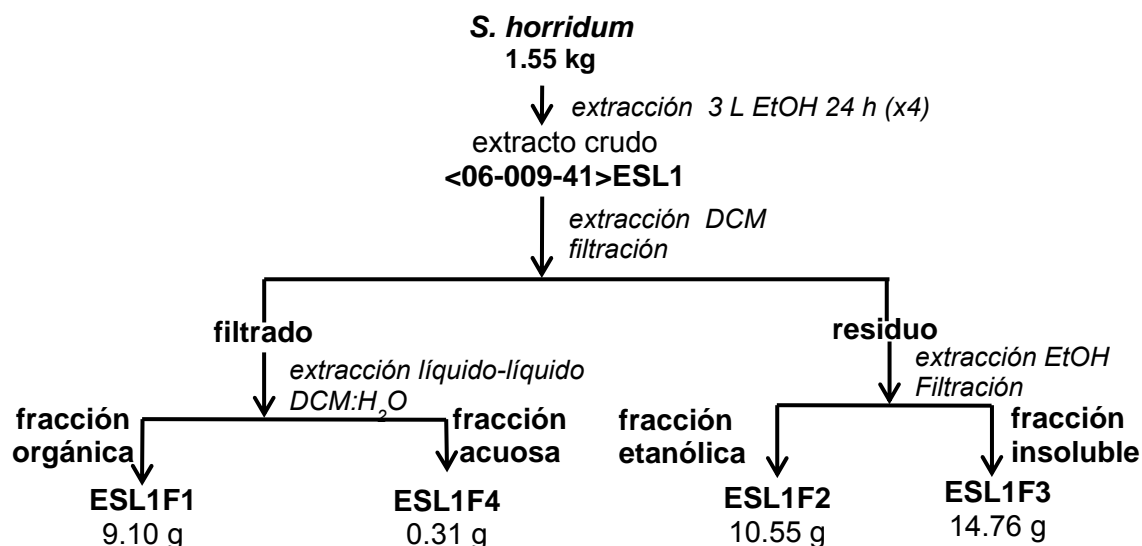 S. horridum
1.55 kg
extracción 3 L EtOH 24 h (x4)
extracto crudo
<06-009-41>ESL1
extracción DCM
filtración
filtrado
extracción líquido-líquido
DCM:H₂O
residuo
extracción EtOH
Filtración
fracción
orgánica
ESL1F1
9.10 g
fracción
acuosa
ESL1F4
0.31 g
fracción
etanólica
ESL1F2
10.55 g
fracción
insoluble
ESL1F3
14.76 g